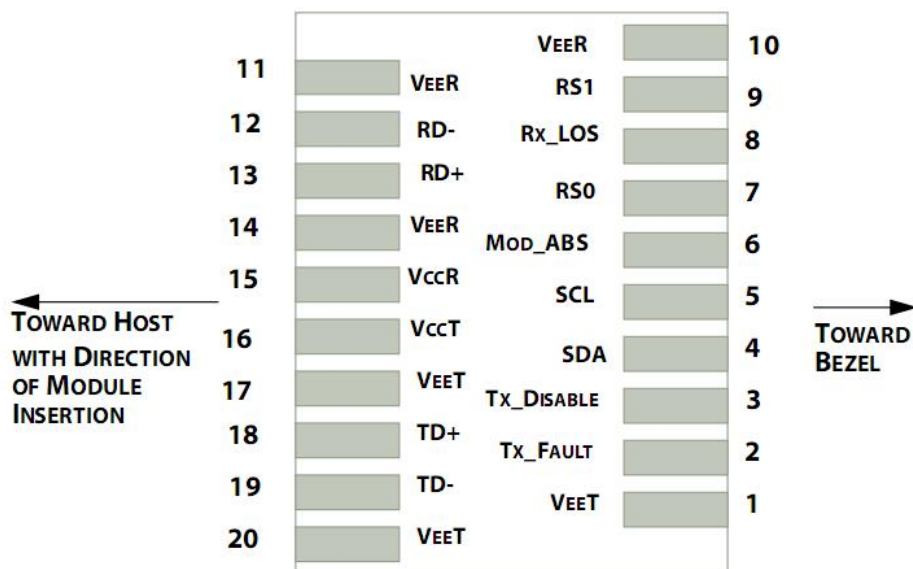 VEER 10
11 VEER
RS1 9
12 RD-
RX_LOS 8
13 RD+
RS0 7
14 VEER
MOD_ABS 6
15 VCCR
SCL 5
16 VCCT
SDA 4
17 VEET
TX_DISABLE 3
18 TD+
TX_FAULT 2
19 TD-
VEET 1
20 VEET
TOWARD HOST
WITH DIRECTION
OF MODULE
INSERTION
TOWARD
BEZEL